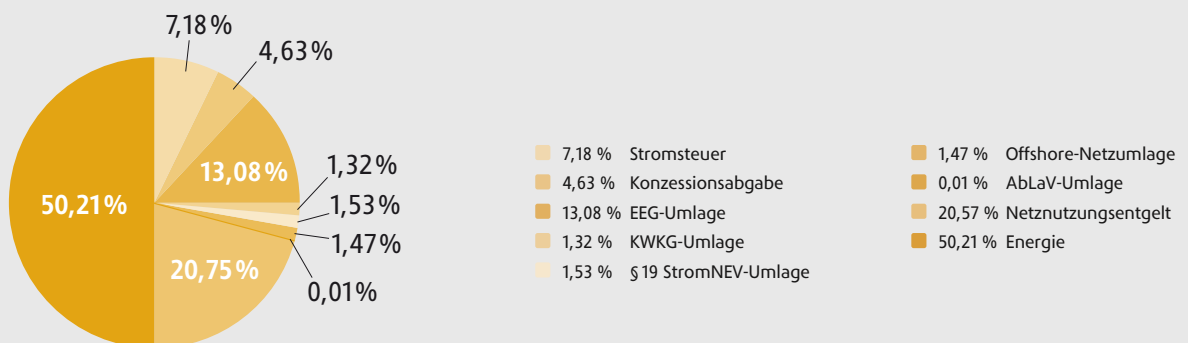 7,18 %
4,63 %
13,08 %
1,32 %
1,53 %
1,47 %
0,01%
20,75 %
50,21 %
7,18 % Stromsteuer
4,63 % Konzessionsabgabe
13,08 % EEG-Umlage
1,32 % KWKG-Umlage
1,53 % § 19 StromNEV-Umlage
1,47 % Offshore-Netzumlage
0,01 % AbLaV-Umlage
20,57 % Netznutzungsentgelt
50,21 % Energie